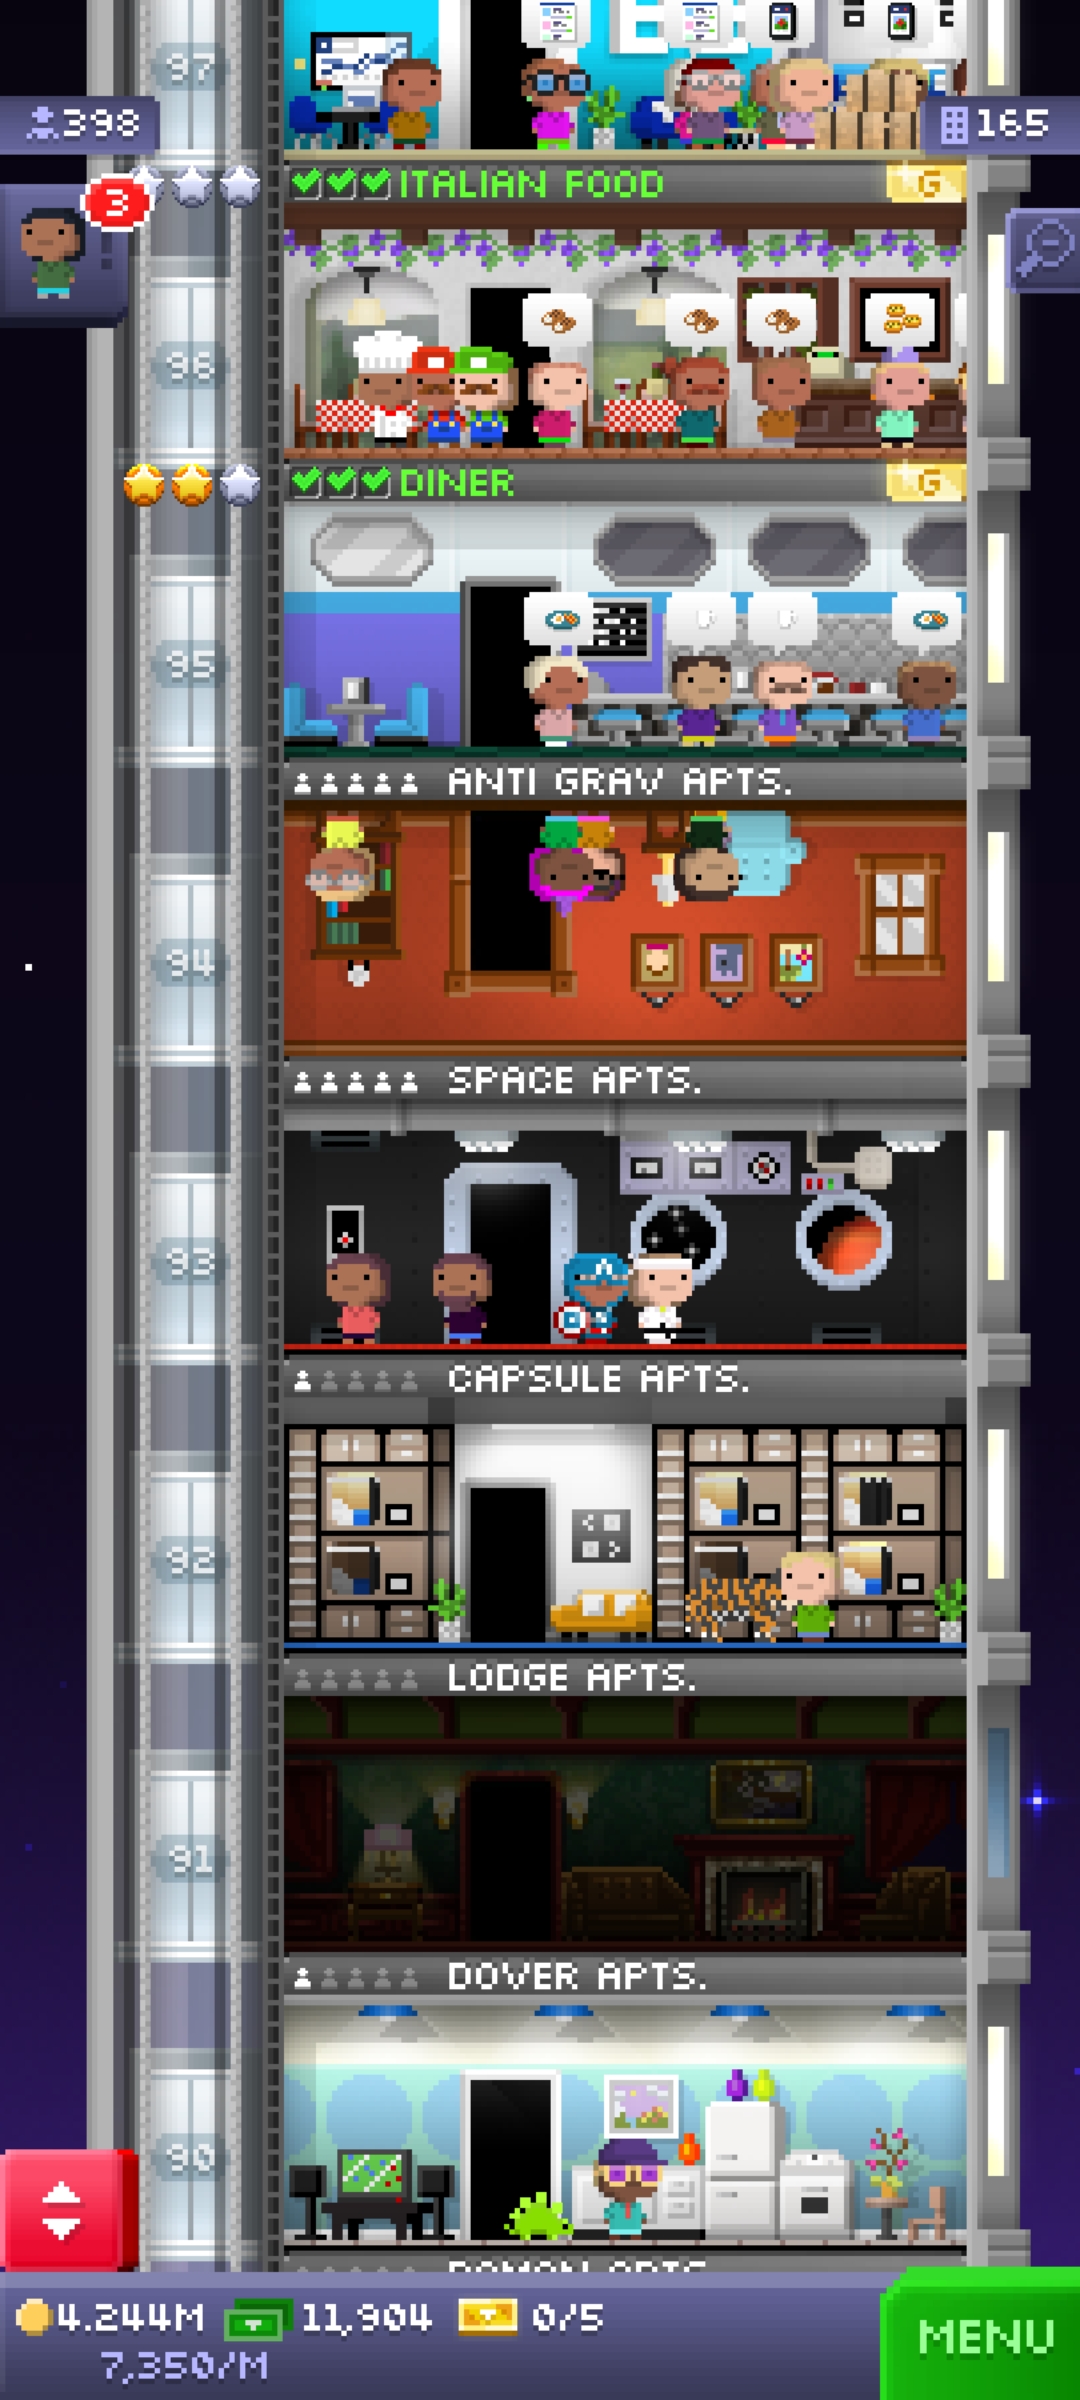 97
398
165
3
ITALIAN FOOD
G
96
DINER
G
95
ANTI GRAV APTS.
94
SPACE APTS.
93
A
CAPSULE APTS.
92
LODGE APTS.
91
DOVER APTS.
90
4.244M 11,904 0/5
7,350/M
MENU